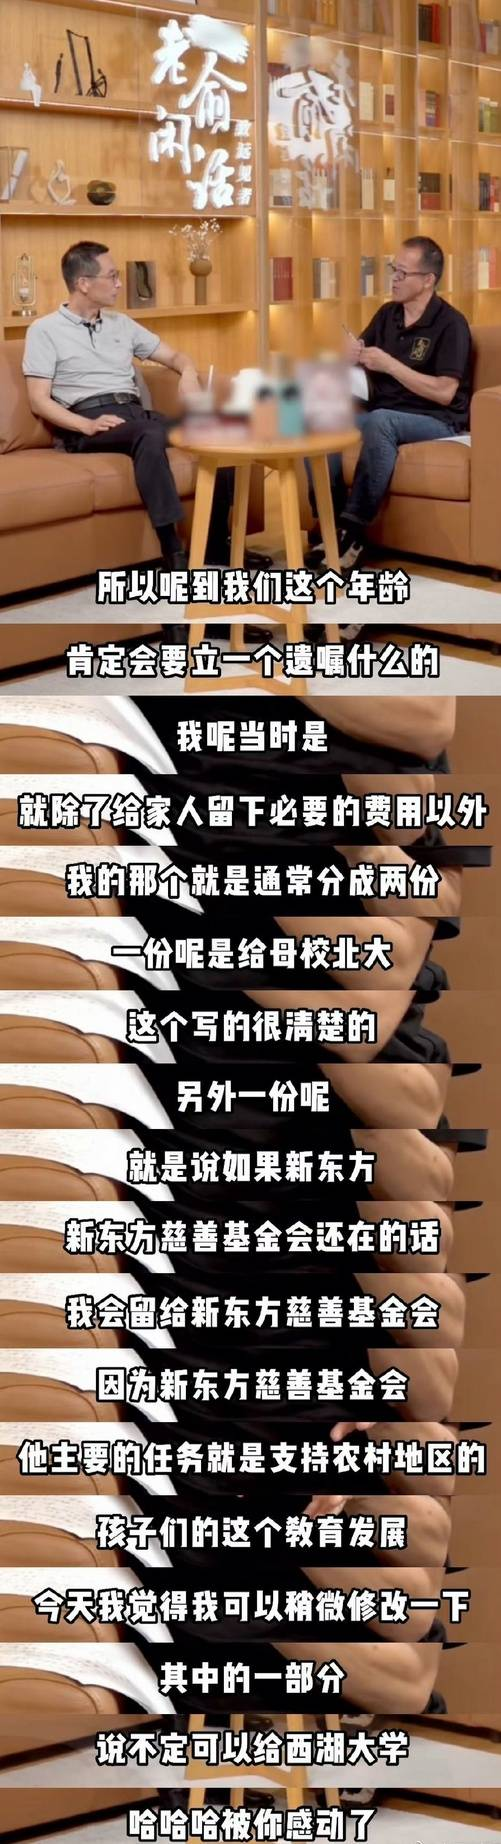 老俞闲话
致远见者
所以呢到我们这个年龄
肯定会要立一个遗嘱什么的
我呢当时是
就除了给家人留下必要的费用以外
我的那个就是通常分成两份
一份呢是给母校北大
这个写的很清楚的
另外一份呢
就是说如果新东方
新东方慈善基金会还在的话
我会留给新东方慈善基金会
因为新东方慈善基金会
他主要的任务就是支持农村地区的
孩子们的这个教育发展
今天我觉得我可以稍微修改一下
其中的一部分
说不定可以给西湖大学
哈哈哈被你感动了